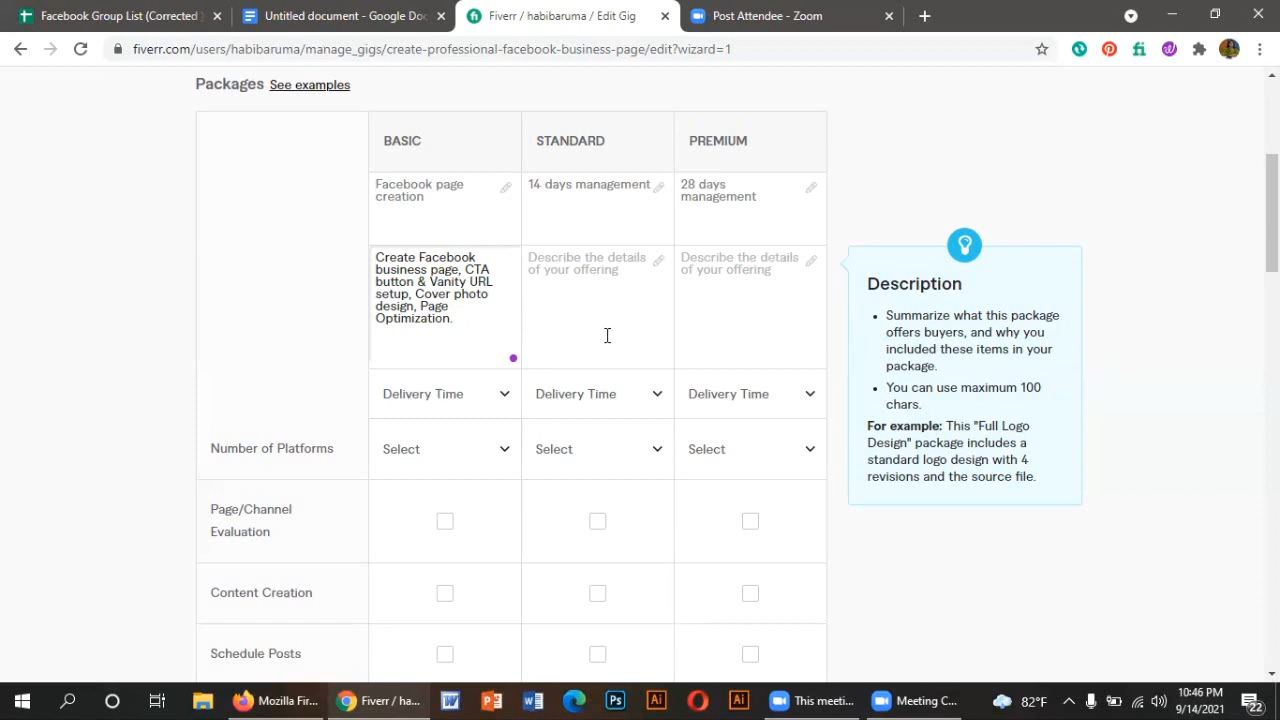 Facebook Group List (Corrected
Untitled document - Google Doc
Fiverr / habibaruma / Edit Gig
Post Attendee - Zoom
fiverr.com/users/habibaruma/manage_gigs/create-professional-facebook-business-page/edit?wizard=1
Packages See examples
BASIC STANDARD PREMIUM
Facebook page
creation
14 days management
28 days
management
Create Facebook
business page, CTA
button & Vanity URL
setup, Cover photo
design, Page
Optimization.
Describe the details
of your offering
Describe the details
of your offering
Delivery Time Delivery Time Delivery Time
Number of Platforms Select Select Select
Page/Channel
Evaluation
Content Creation
Schedule Posts
Description
Summarize what this package
offers buyers, and why you
included these items in your
package.
You can use maximum 100
chars.
For example: This "Full Logo
Design" package includes a
standard logo design with 4
revisions and the source file.
Mozilla Fir...
Fiverr / ha...
This meeti...
Meeting C...
82°F
10:46 PM
9/14/2021
22